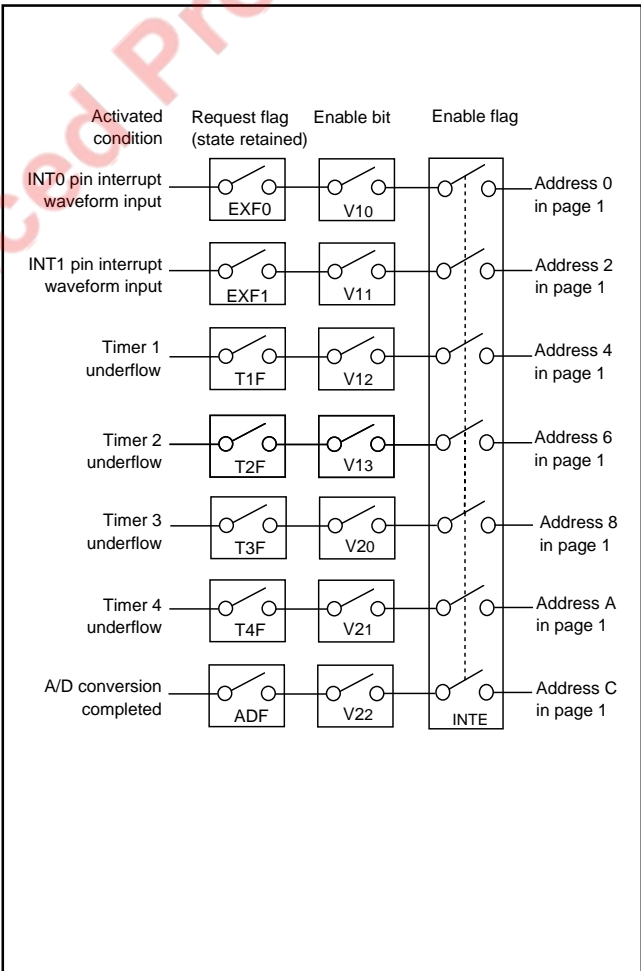 ced Pro
Activated condition
Request flag (state retained)
Enable bit
Enable flag
INT0 pin interrupt waveform input
EXF0
V10
Address 0 in page 1
INT1 pin interrupt waveform input
EXF1
V11
Address 2 in page 1
Timer 1 underflow
T1F
V12
Address 4 in page 1
Timer 2 underflow
T2F
V13
Address 6 in page 1
Timer 3 underflow
T3F
V20
Address 8 in page 1
Timer 4 underflow
T4F
V21
Address A in page 1
A/D conversion completed
ADF
V22
INTE
Address C in page 1